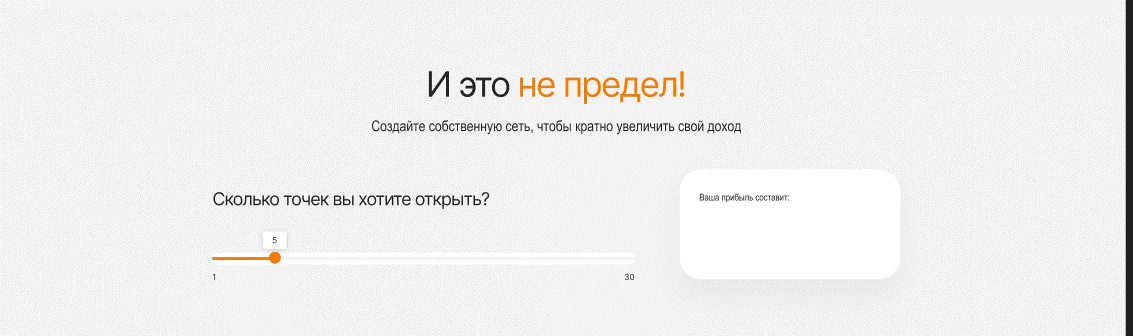 И это не предел!
Создайте собственную сеть, чтобы кратно увеличить свой доход
Сколько точек вы хотите открыть?
5
1
30
Ваша прибыль составит: